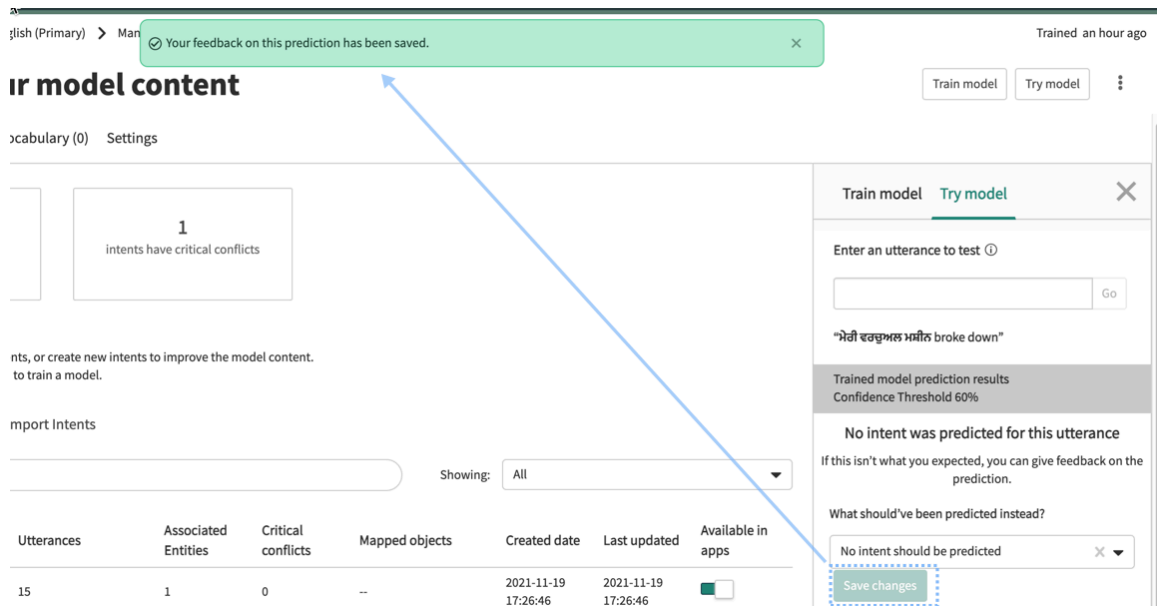 glish (Primary) > Man
Your feedback on this prediction has been saved.
Trained an hour ago
ur model content
Train model
Try model
ocabulary (0) Settings
1
intents have critical conflicts
nts, or create new intents to improve the model content.
to train a model.
mport Intents
Showing: All
Utterances
Associated Entities
Critical conflicts
Mapped objects
Created date
Last updated
Available in apps
15
1
0
--
2021-11-19 17:26:46
2021-11-19 17:26:46
Train model Try model
Enter an utterance to test
Go
“ਮੇਰੀ ਵਰਚੁਅਲ ਮਸ਼ੀਨ broke down”
Trained model prediction results
Confidence Threshold 60%
No intent was predicted for this utterance
If this isn't what you expected, you can give feedback on the
prediction.
What should've been predicted instead?
No intent should be predicted
Save changes